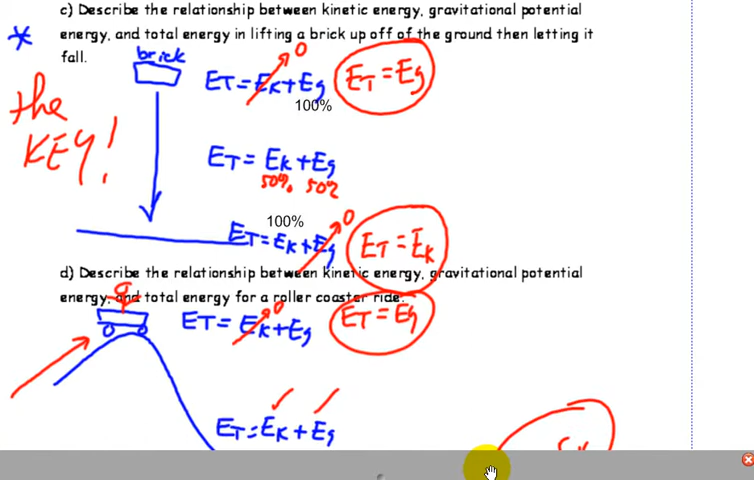 c) Describe the relationship between kinetic energy, gravitational potential
energy, and total energy in lifting a brick up off of the ground then letting it
fall.
brick
the
KEY!
ET = EK + Eg 0
100%
ET = Eg
ET = EK + Eg
50% 50%
100%
ET = EK + Eg 0
ET = EK
d) Describe the relationship between kinetic energy, gravitational potential
energy, and total energy for a roller coaster ride.
ET = EK + Eg 0
ET = Eg
ET = EK + Eg